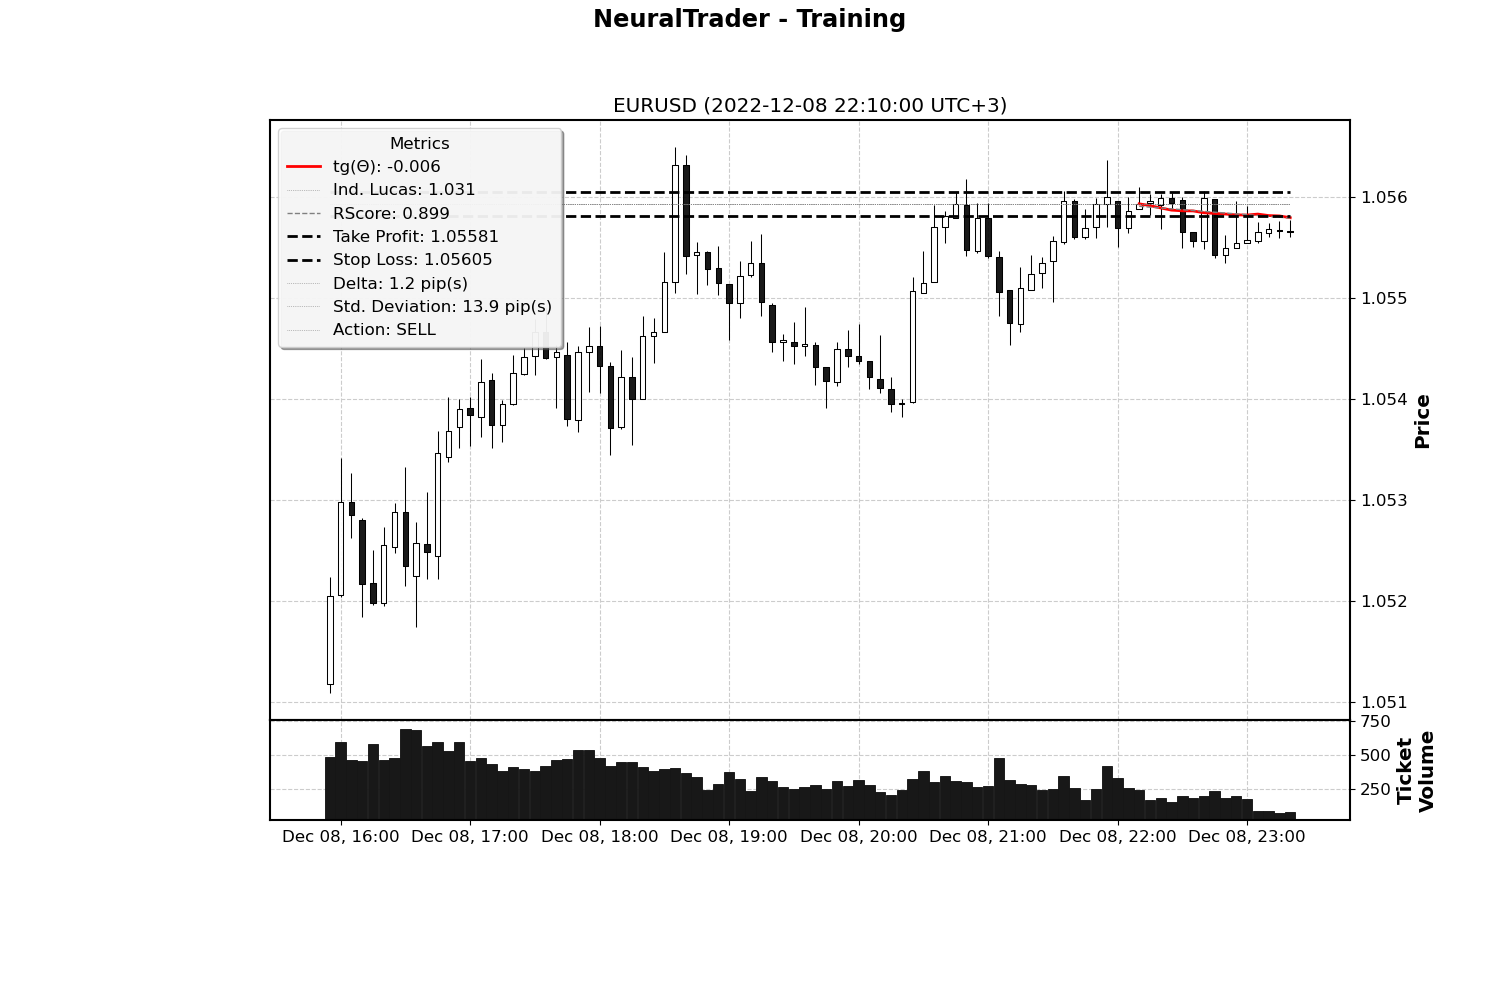 NeuralTrader - Training
EURUSD (2022-12-08 22:10:00 UTC+3)
Metrics
tg(Θ): -0.006
Ind. Lucas: 1.031
RScore: 0.899
Take Profit: 1.05581
Stop Loss: 1.05605
Delta: 1.2 pip(s)
Std. Deviation: 13.9 pip(s)
Action: SELL
1.056
1.055
1.054
1.053
1.052
1.051
Price
750
500
250
Ticket
Volume
Dec 08, 16:00 Dec 08, 17:00 Dec 08, 18:00 Dec 08, 19:00 Dec 08, 20:00 Dec 08, 21:00 Dec 08, 22:00 Dec 08, 23:00